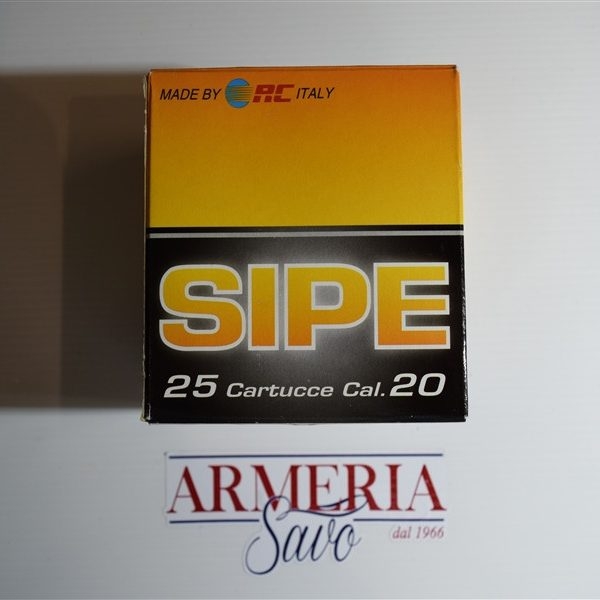 MADE BY RC ITALY
SIPE
25 Cartucce Cal. 20
ARMERIA
Savo
dal 1966